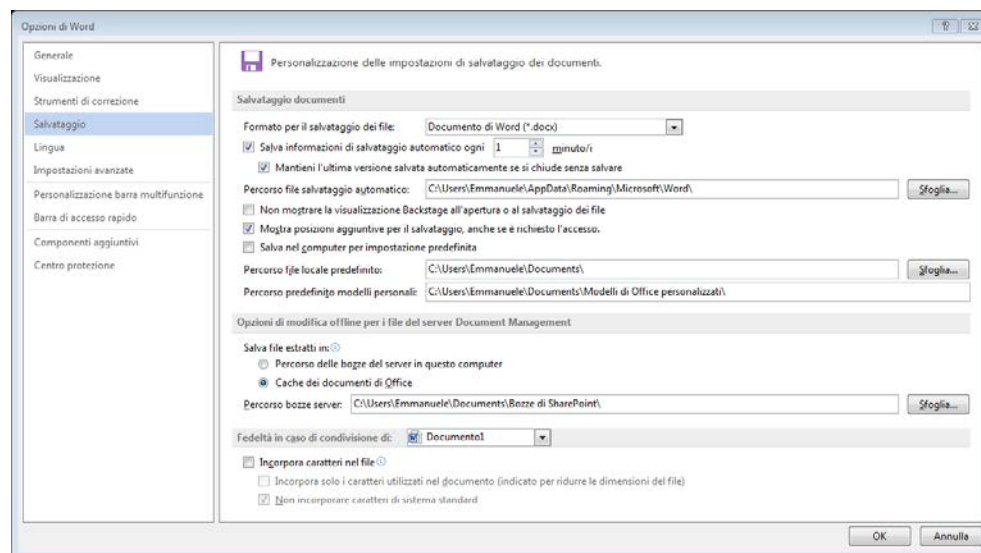 Opzioni di Word
Generale
Visualizzazione
Strumenti di correzione
Salvataggio
Lingua
Impostazioni avanzate
Personalizzazione barra multifunzione
Barra di accesso rapido
Componenti aggiuntivi
Centro protezione
Personalizzazione delle impostazioni di salvataggio dei documenti.
Salvataggio documenti
Formato per il salvataggio dei file: Documento di Word (*.docx)
Salva informazioni di salvataggio automatico ogni 1 minuto/i
Mantieni l'ultima versione salvata automaticamente se si chiude senza salvare
Percorso file salvataggio automatico: C:\Users\Emmanuele\AppData\Roaming\Microsoft\Word\ Sfoglia...
Non mostrare la visualizzazione Backstage all'apertura o al salvataggio dei file
Mostra posizioni aggiuntive per il salvataggio, anche se è richiesto l'accesso.
Salva nel computer per impostazione predefinita
Percorso file locale predefinito: C:\Users\Emmanuele\Documents\ Sfoglia...
Percorso predefinito modelli personali: C:\Users\Emmanuele\Documents\Modelli di Office personalizzati\
Opzioni di modifica offline per i file del server Document Management
Salva file estratti in:
Percorso delle bozze del server in questo computer
Cache dei documenti di Office
Percorso bozze server: C:\Users\Emmanuele\Documents\Bozze di SharePoint\ Sfoglia...
Fedeltà in caso di condivisione di: Documento1
Incorpora caratteri nel file
Incorpora solo i caratteri utilizzati nel documento (indicato per ridurre le dimensioni del file)
Non incorporare caratteri di sistema standard
OK Annulla